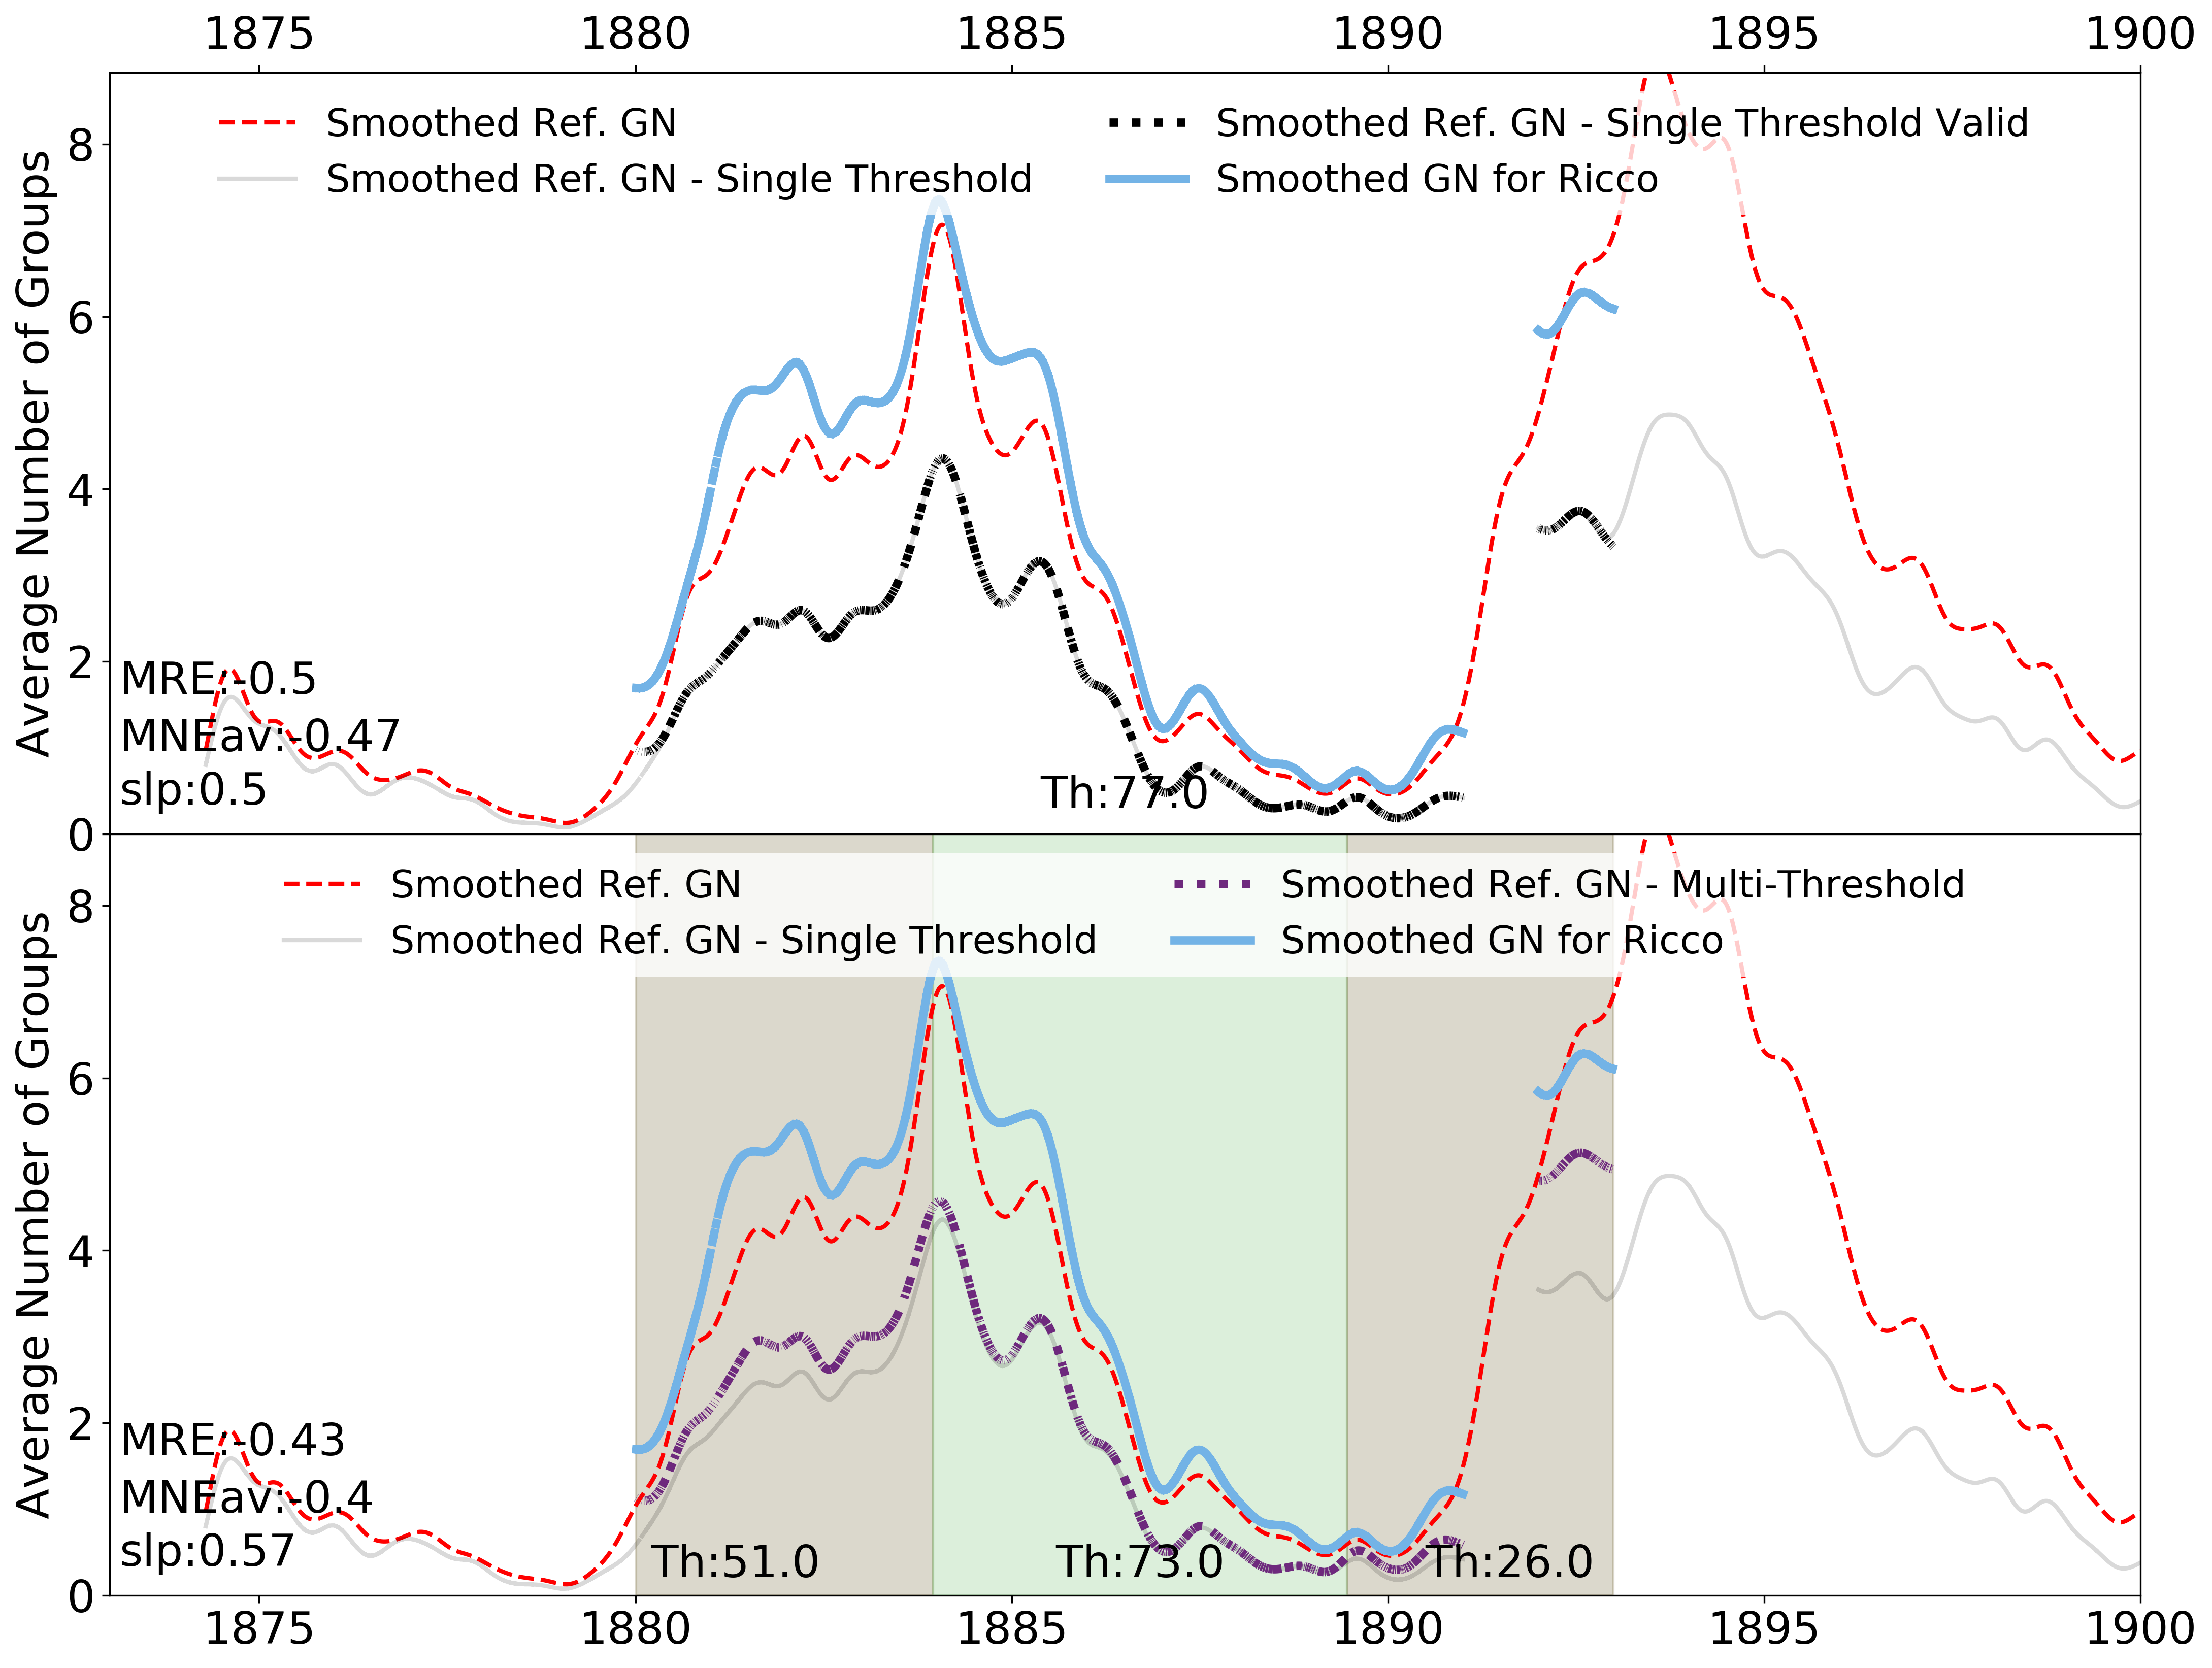 1875 1880 1885 1890 1895 1900
Average Number of Groups
8
6
4
2
0
Smoothed Ref. GN
Smoothed Ref. GN - Single Threshold
Smoothed Ref. GN - Single Threshold Valid
Smoothed GN for Ricco
MRE:-0.5
MNEav:-0.47
slp:0.5
Th:77.0
Average Number of Groups
8
6
4
2
0
Smoothed Ref. GN
Smoothed Ref. GN - Single Threshold
Smoothed Ref. GN - Multi-Threshold
Smoothed GN for Ricco
MRE:-0.43
MNEav:-0.4
slp:0.57
Th:51.0
Th:73.0
Th:26.0
1875 1880 1885 1890 1895 1900